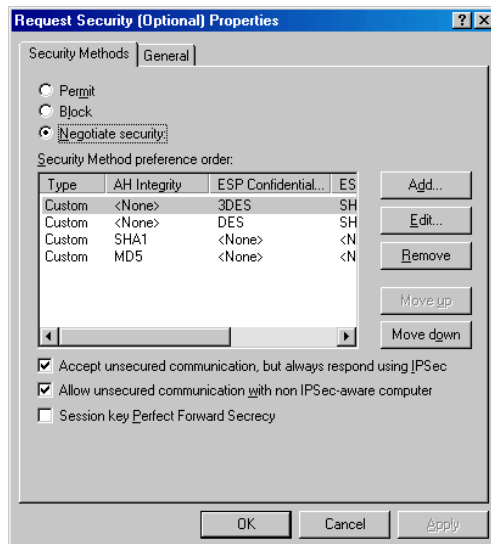 Request Security (Optional) Properties
Security Methods General
Permit
Block
Negotiate security:
Security Method preference order:
Type AH Integrity ESP Confidential... ES
Custom <None> 3DES SH
Custom <None> DES SH
Custom SHA1 <None> <N
Custom MD5 <None> <N
Add...
Edit...
Remove
Move up
Move down
Accept unsecured communication, but always respond using IPSec
Allow unsecured communication with non IPSec-aware computer
Session key Perfect Forward Secrecy
OK Cancel Apply